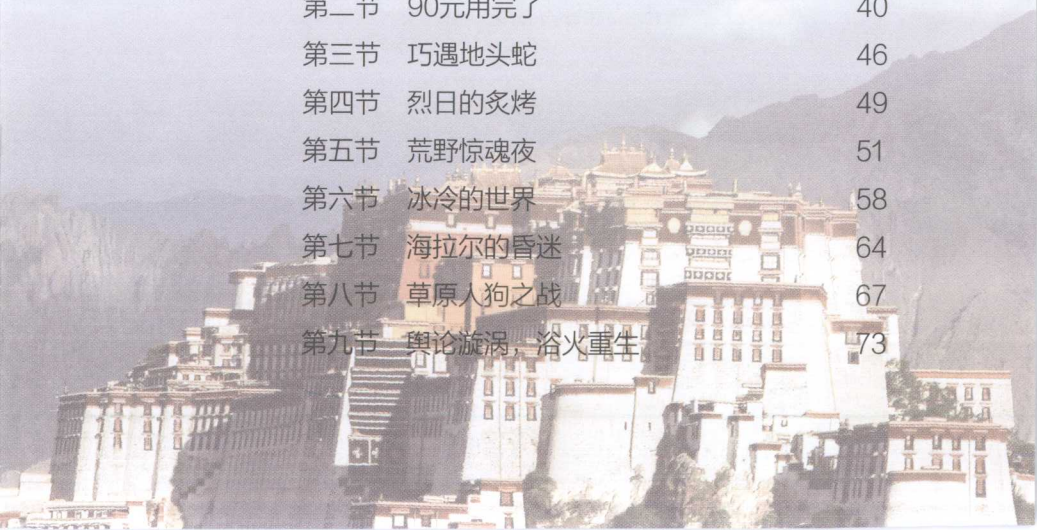 第二节 90元用完了 40
第三节 巧遇地头蛇 46
第四节 烈日的炙烤 49
第五节 荒野惊魂夜 51
第六节 冰冷的世界 58
第七节 海拉尔的昏迷 64
第八节 草原人狗之战 67
第九节 舆论漩涡，浴火重生 73